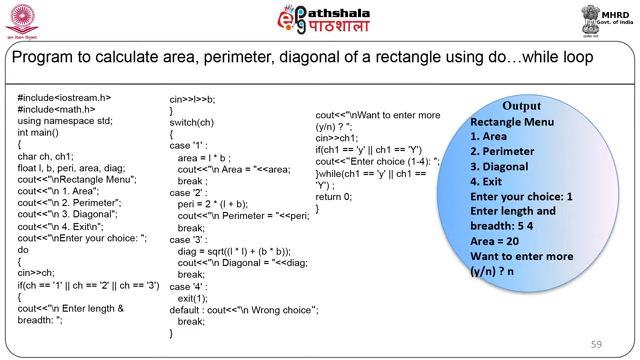 Pathshala
पाठशाला
MHRD
Govt. of India
Program to calculate area, perimeter, diagonal of a rectangle using do…while loop
#include<iostream.h>
#include<math.h>
using namespace std;
int main()
{
char ch, ch1;
float l, b, peri, area, diag;
cout<<"\nRectangle Menu";
cout<<"\n 1. Area";
cout<<"\n 2. Perimeter";
cout<<"\n 3. Diagonal";
cout<<"\n 4. Exit\n";
cout<<"\nEnter your choice: ";
do
{
cin>>ch;
if(ch == '1' || ch == '2' || ch == '3')
{
cout<<"\n Enter length &
breadth: ";
cin>>l>>b;
}
switch(ch)
{
case '1':
area = l * b ;
cout<<"\n Area = "<<area;
break ;
case '2':
peri = 2 * (l + b);
cout<<"\n Perimeter = "<<peri;
break;
case '3':
diag = sqrt((l * l) + (b * b));
cout<<"\n Diagonal = "<<diag;
break;
case '4':
exit(1);
default : cout<<"\n Wrong choice";
break;
}
cout<<"\nWant to enter more
(y/n) ? ";
cin>>ch1;
if(ch1 == 'y' || ch1 == 'Y')
cout<<"Enter choice (1-4): ";
}while(ch1 == 'y' || ch1 ==
'Y') ;
return 0;
}
Output
Rectangle Menu
1. Area
2. Perimeter
3. Diagonal
4. Exit
Enter your choice: 1
Enter length and
breadth: 5 4
Area = 20
Want to enter more
(y/n) ? n
59